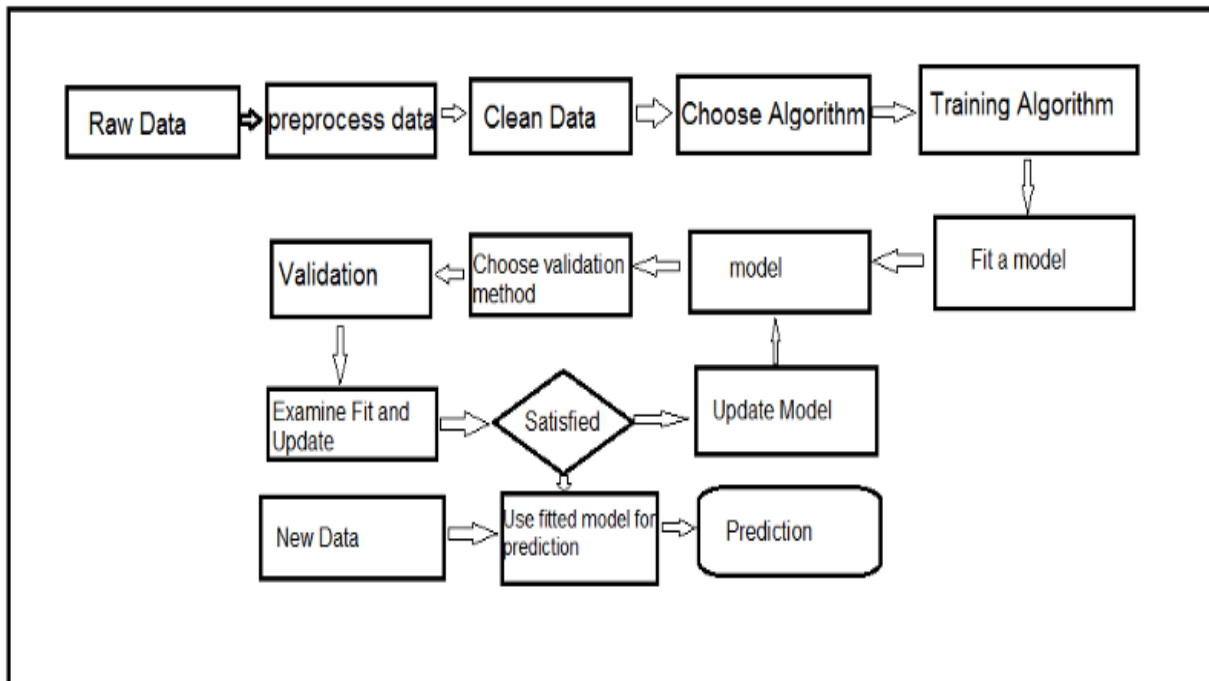 Raw Data
preprocess data
Clean Data
Choose Algorithm
Training Algorithm
Fit a model
model
Choose validation
method
Validation
Examine Fit and
Update
Satisfied
Update Model
New Data
Use fitted model for
prediction
Prediction